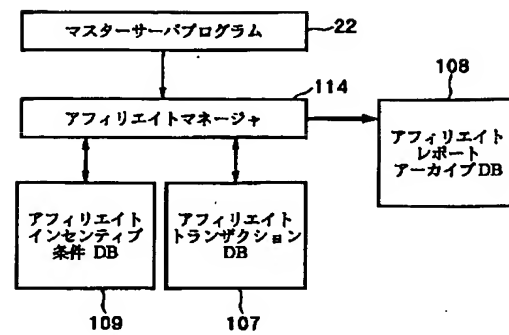 マスターサーバプログラム
22
114
アフィリエイトマネージャ
108
アフィリエイト
レポート
アーカイブDB
アフィリエイト
インセンティブ
条件 DB
アフィリエイト
トランザクション
DB
109
107